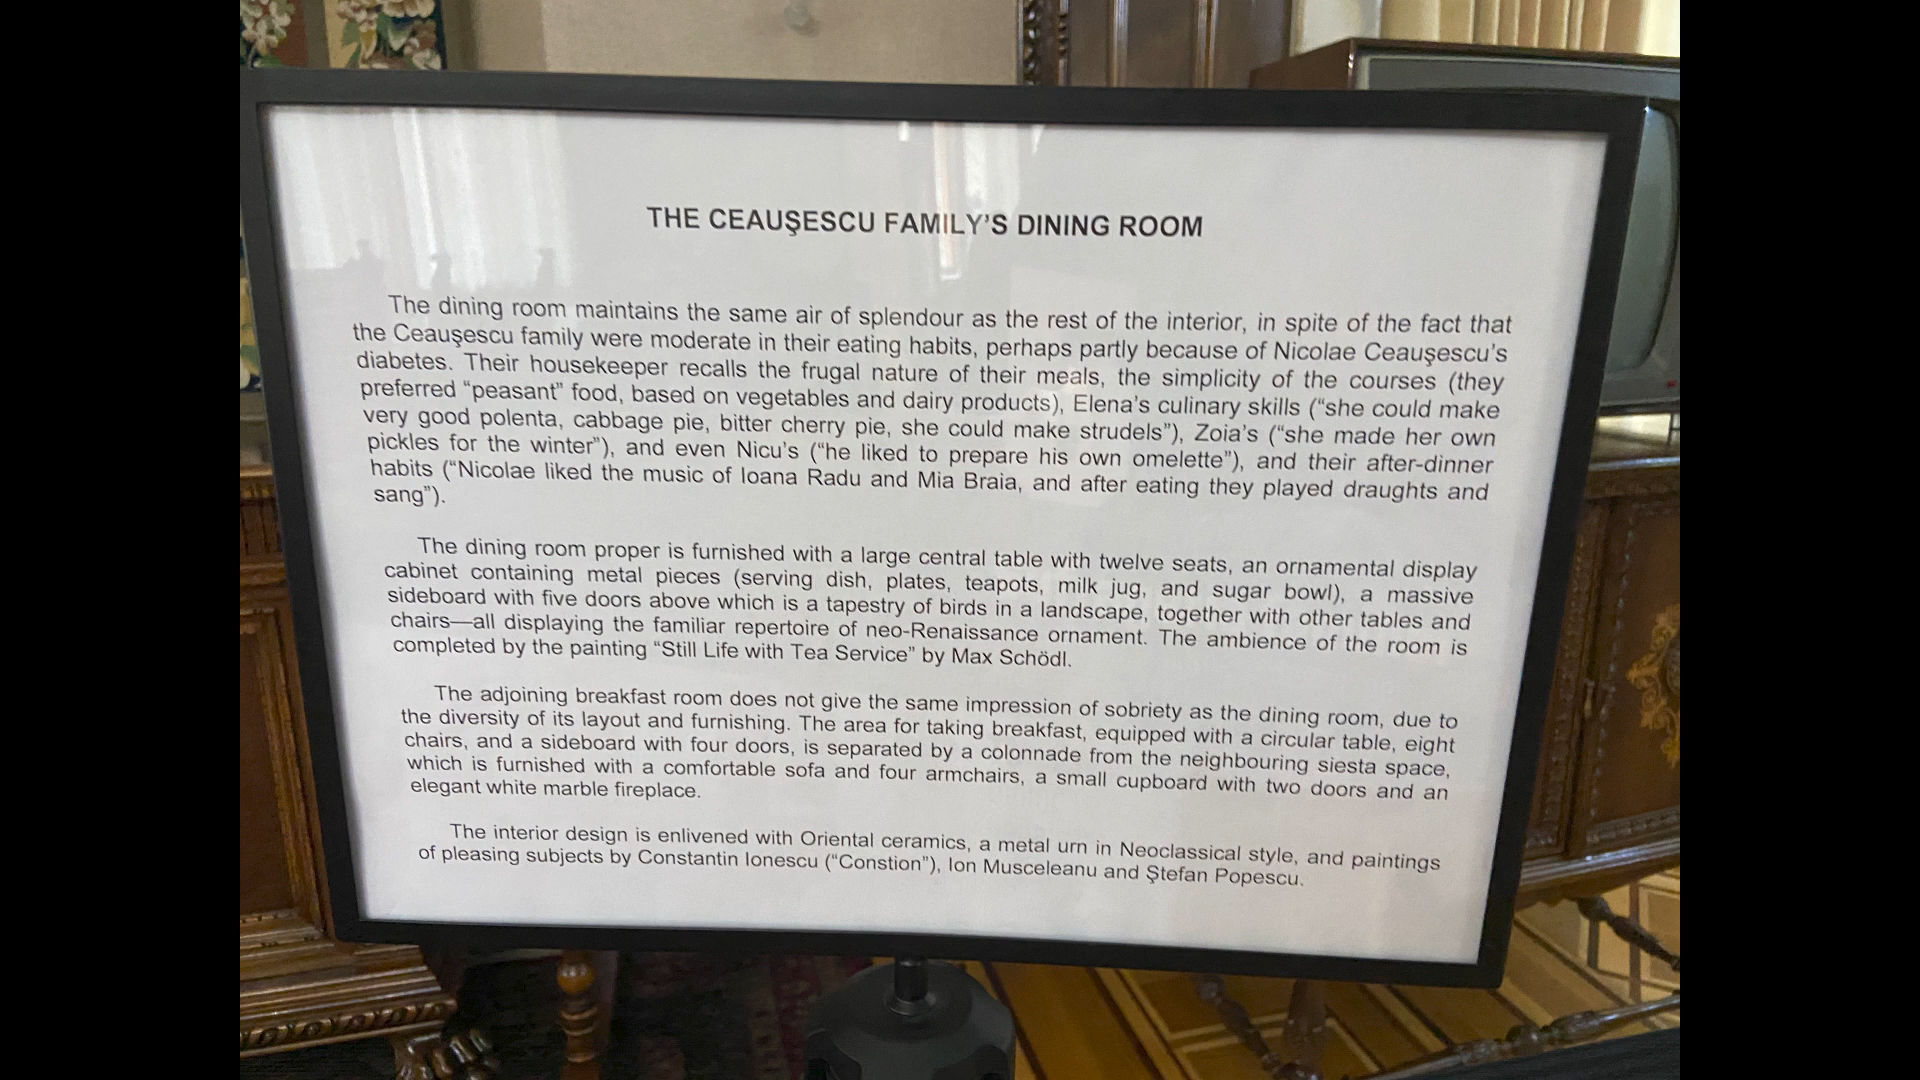 THE CEAUŞESCU FAMILY’S DINING ROOM
The dining room maintains the same air of splendour as the rest of the interior, in spite of the fact that
the Ceauşescu family were moderate in their eating habits, perhaps partly because of Nicolae Ceauşescu’s
diabetes. Their housekeeper recalls the frugal nature of their meals, the simplicity of the courses (they
preferred “peasant” food, based on vegetables and dairy products), Elena’s culinary skills (“she could make
very good polenta, cabbage pie, bitter cherry pie, she could make strudels”), Zoia’s (“she made her own
pickles for the winter”), and even Nicu’s (“he liked to prepare his own omelette”), and their after-dinner
habits (“Nicolae liked the music of Ioana Radu and Mia Braia, and after eating they played draughts and
sang”).
The dining room proper is furnished with a large central table with twelve seats, an ornamental display
cabinet containing metal pieces (serving dish, plates, teapots, milk jug, and sugar bowl), a massive
sideboard with five doors above which is a tapestry of birds in a landscape, together with other tables and
chairs—all displaying the familiar repertoire of neo-Renaissance ornament. The ambience of the room is
completed by the painting “Still Life with Tea Service” by Max Schödl.
The adjoining breakfast room does not give the same impression of sobriety as the dining room, due to
the diversity of its layout and furnishing. The area for taking breakfast, equipped with a circular table, eight
chairs, and a sideboard with four doors, is separated by a colonnade from the neighbouring siesta space,
which is furnished with a comfortable sofa and four armchairs, a small cupboard with two doors and an
elegant white marble fireplace.
The interior design is enlivened with Oriental ceramics, a metal urn in Neoclassical style, and paintings
of pleasing subjects by Constantin Ionescu (“Constion”), Ion Musceleanu and Ştefan Popescu.